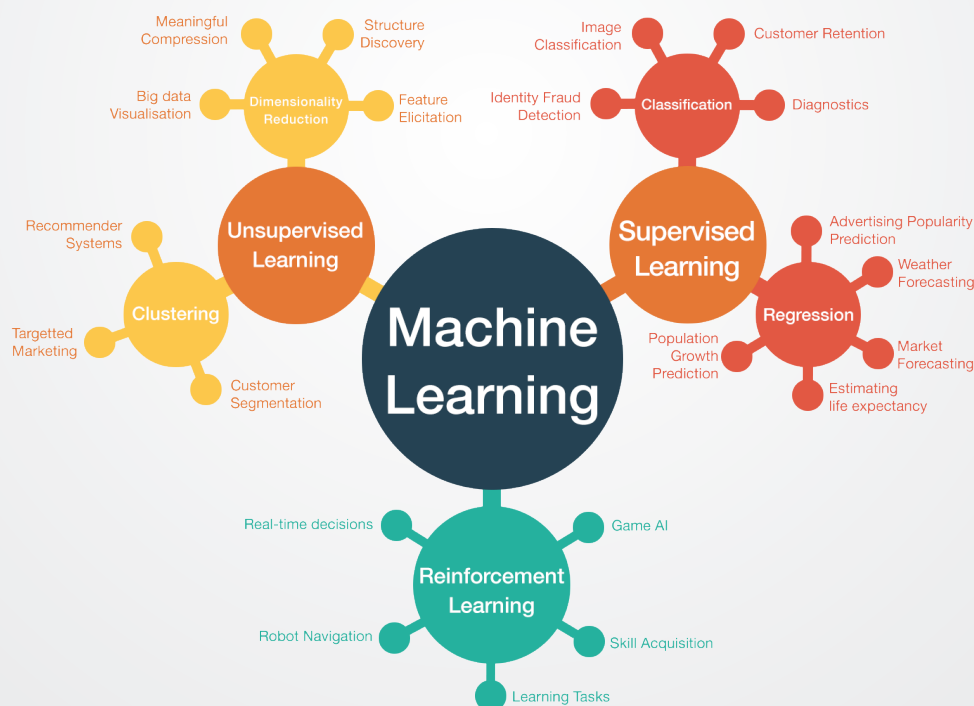 Meaningful
Compression
Structure
Discovery
Big data
Visualisation
Dimensionality
Reduction
Feature
Elicitation
Unsupervised
Learning
Recommender
Systems
Clustering
Targetted
Marketing
Customer
Segmentation
Image
Classification
Customer Retention
Identity Fraud
Detection
Classification
Diagnostics
Supervised
Learning
Advertising Popularity
Prediction
Weather
Forecasting
Regression
Population
Growth
Prediction
Market
Forecasting
Estimating
life expectancy
Machine
Learning
Real-time decisions
Game AI
Reinforcement
Learning
Robot Navigation
Skill Acquisition
Learning Tasks